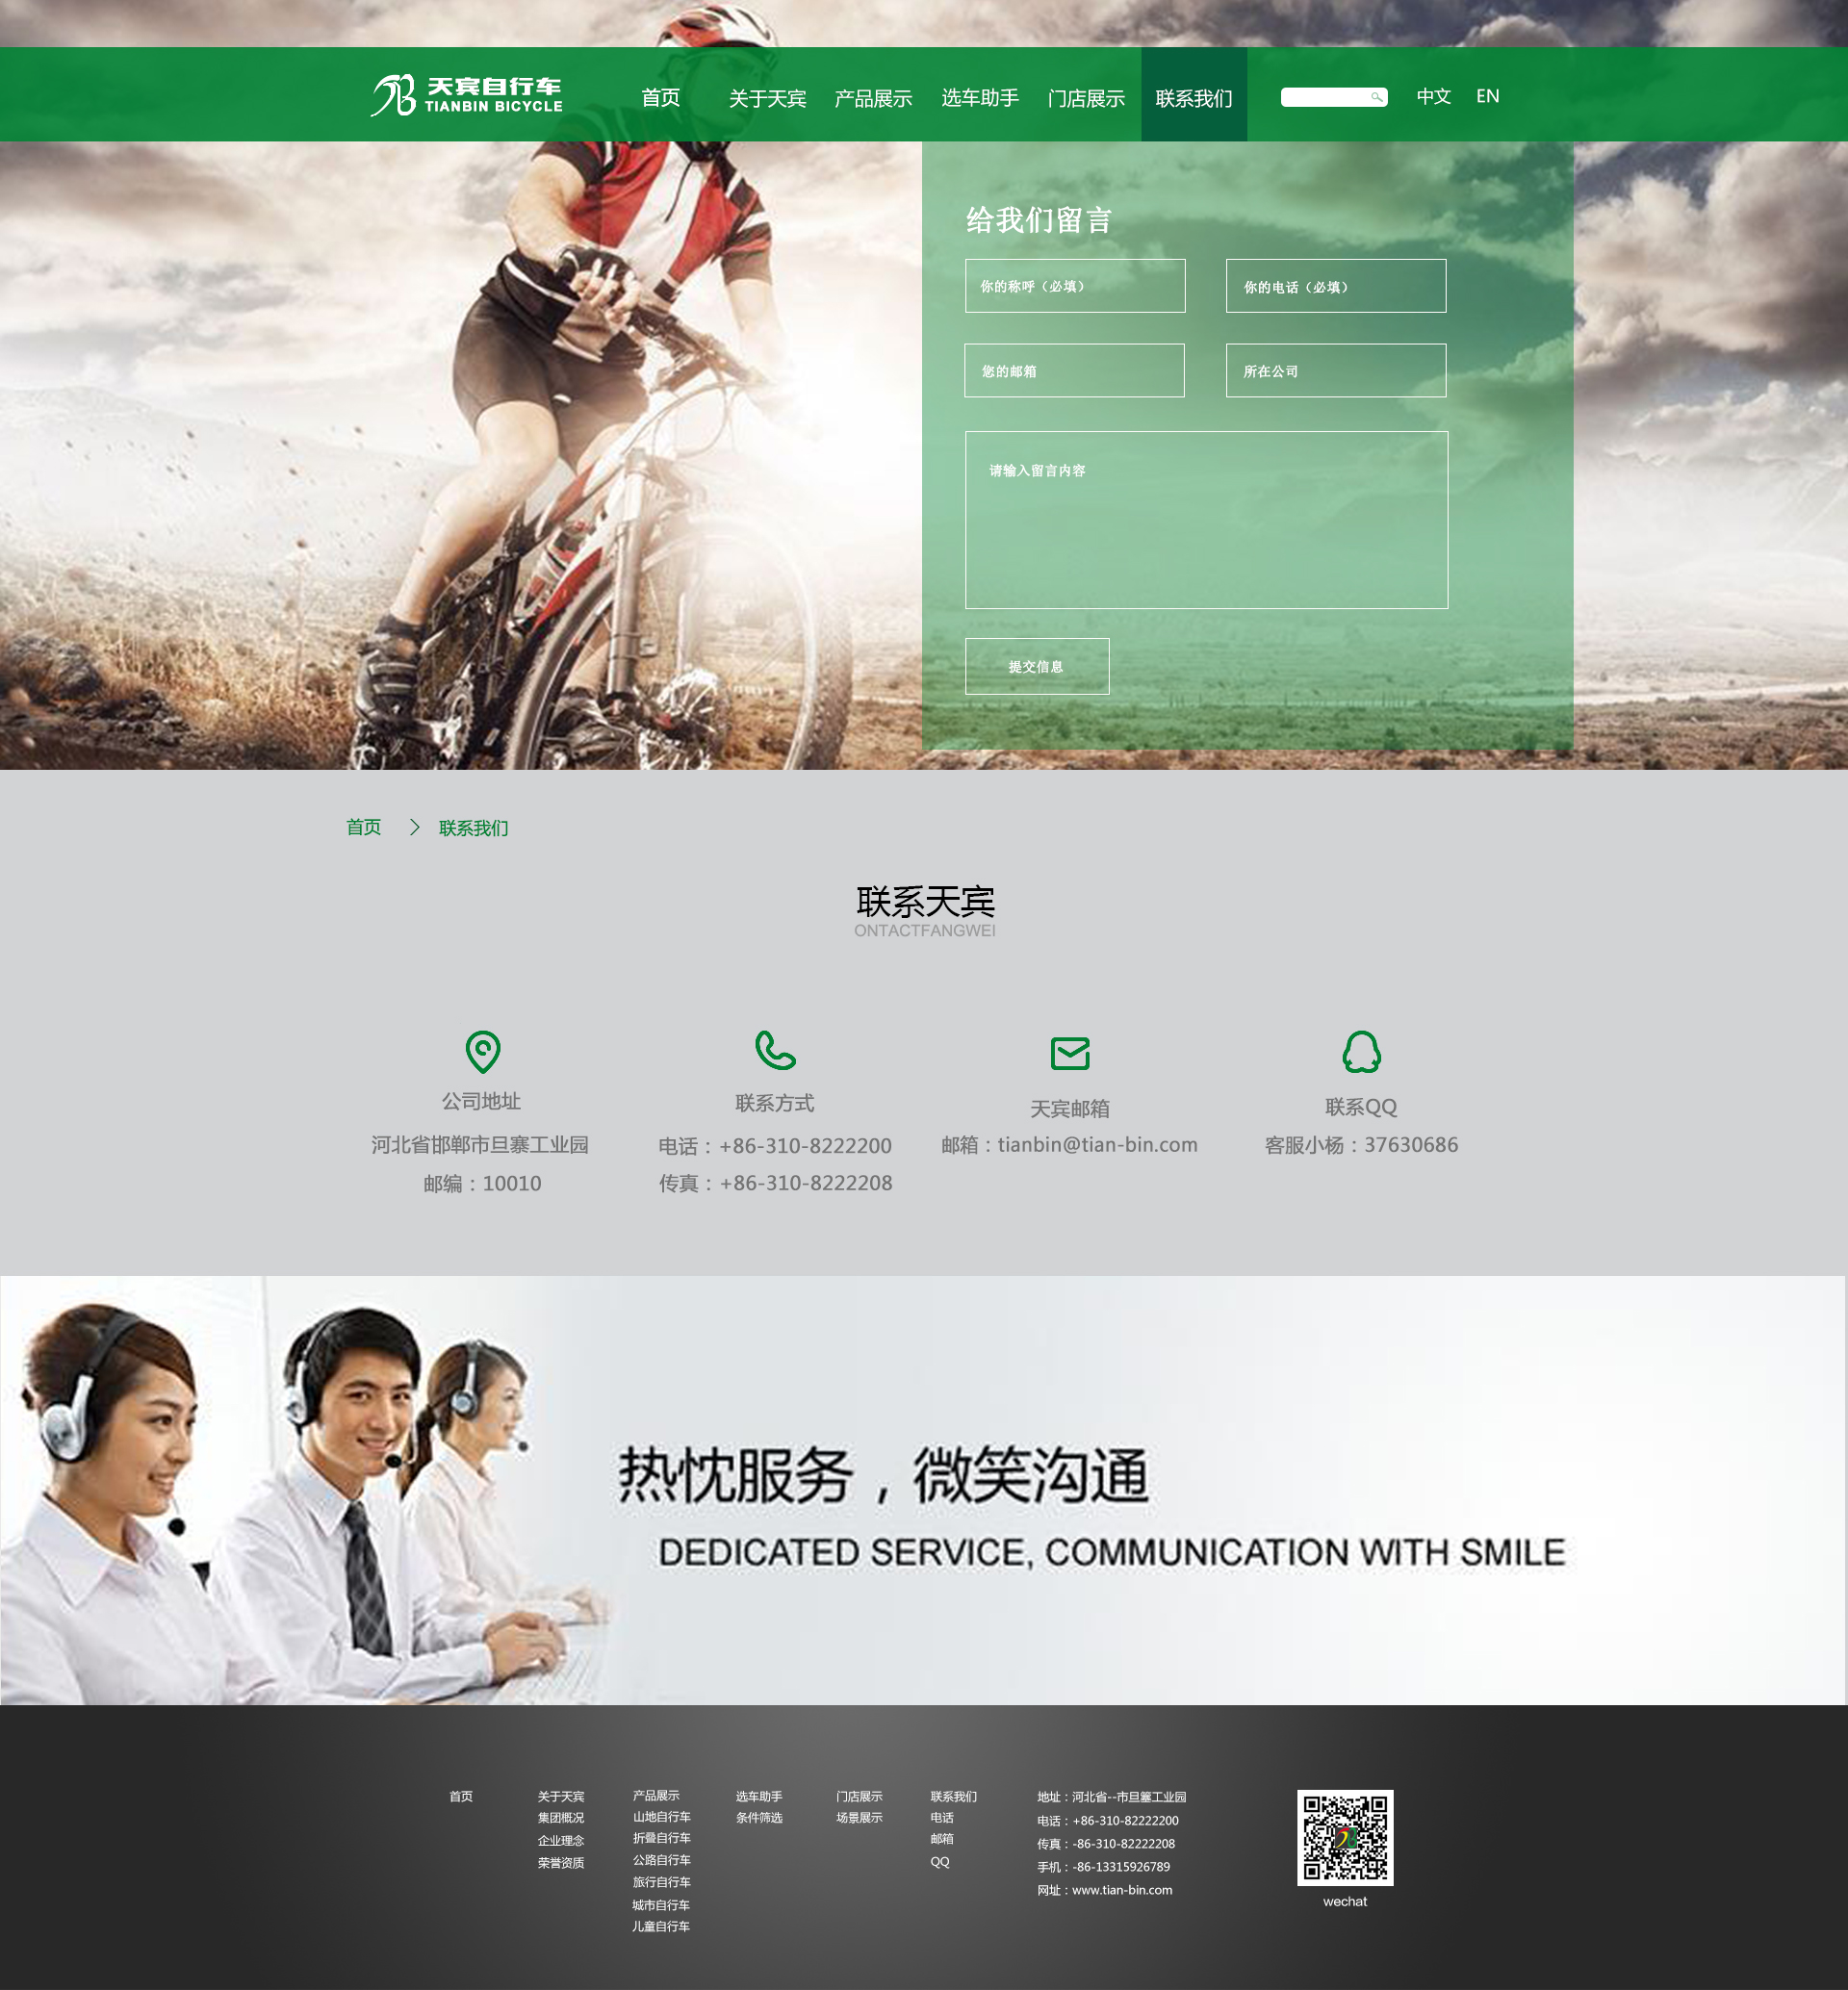 天宾自行车
TIANBIN BICYCLE
首页 关于天宾 产品展示 选车助手 门店展示 联系我们 中文 EN
给我们留言
你的称呼（必填） 你的电话（必填）
您的邮箱 所在公司
请输入留言内容
提交信息
首页 > 联系我们
联系天宾
ONTACTFANGWEI
公司地址
河北省邯郸市旦寨工业园
邮编：10010
联系方式
电话：+86-310-8222200
传真：+86-310-8222208
天宾邮箱
邮箱：tianbin@tian-bin.com
联系QQ
客服小杨：37630686
热忱服务，微笑沟通
DEDICATED SERVICE, COMMUNICATION WITH SMILE
首页
关于天宾
集团概况
企业理念
荣誉资质
产品展示
山地自行车
折叠自行车
公路自行车
旅行自行车
城市自行车
儿童自行车
选车助手
条件筛选
门店展示
场景展示
联系我们
电话
邮箱
QQ
地址：河北省--市旦寨工业园
电话：+86-310-82222200
传真：-86-310-82222208
手机：-86-13315926789
网址：www.tian-bin.com
wechat